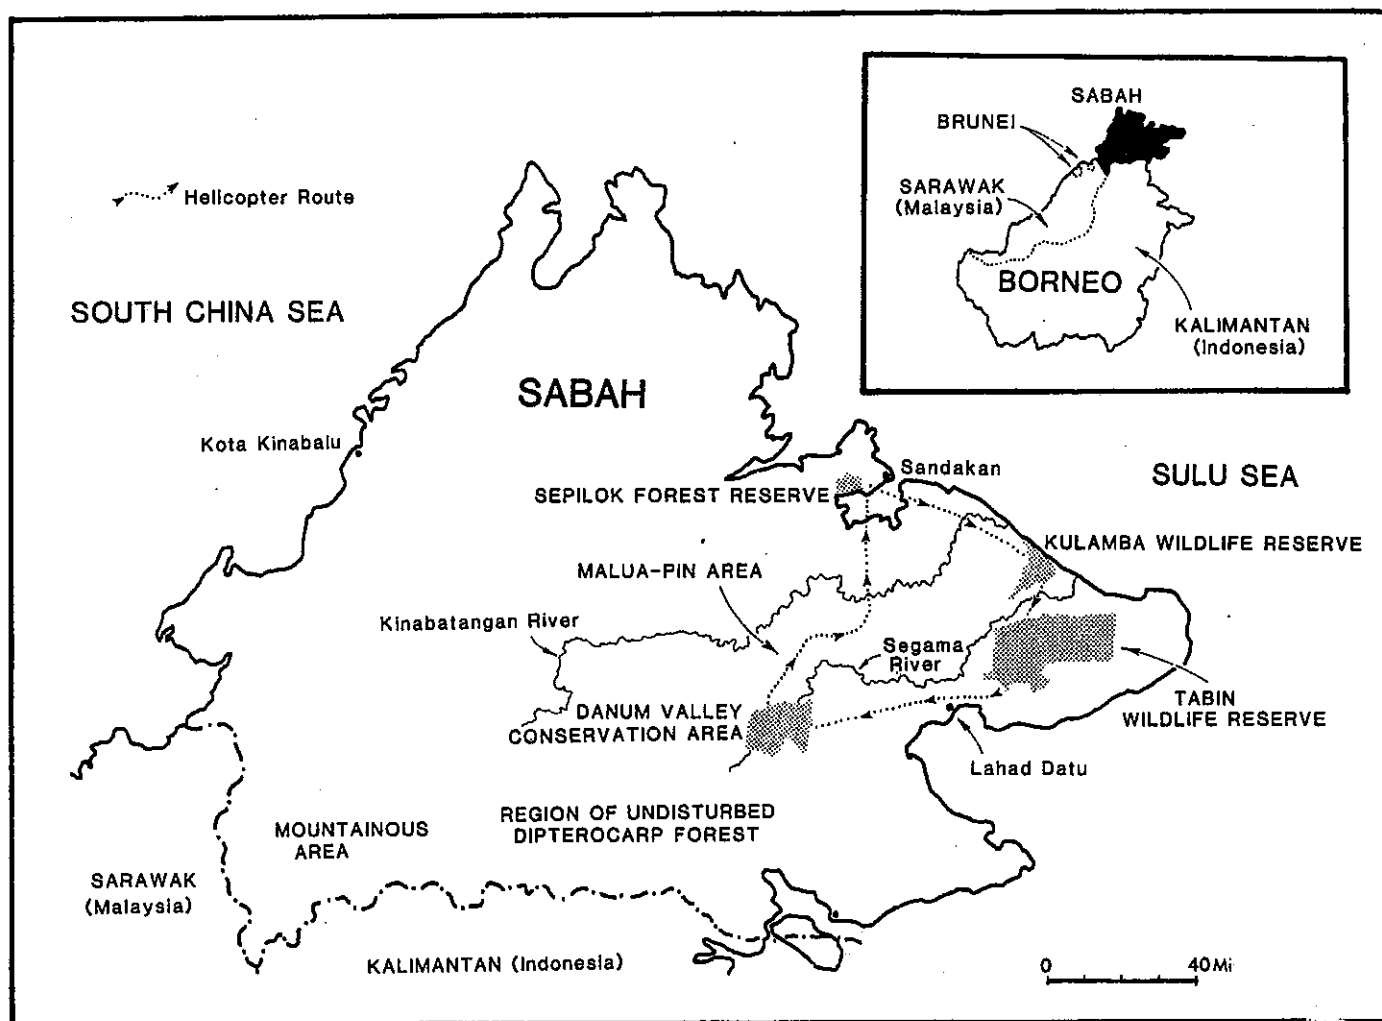 SABAH
BRUNEI
SARAWAK
(Malaysia)
BORNEO
KALIMANTAN
(Indonesia)
Helicopter Route
SOUTH CHINA SEA
SABAH
Kota Kinabalu
Sandakan
SULU SEA
SEPILOK FOREST RESERVE
KULAMBA WILDLIFE RESERVE
MALUA-PIN AREA
Kinabatangan River
Segama
River
TABIN
WILDLIFE RESERVE
DANUM VALLEY
CONSERVATION AREA
Lahad Datu
REGION OF UNDISTURBED
DIPTEROCARP FOREST
MOUNTAINOUS
AREA
SARAWAK
(Malaysia)
KALIMANTAN (Indonesia)
0 40 Mi